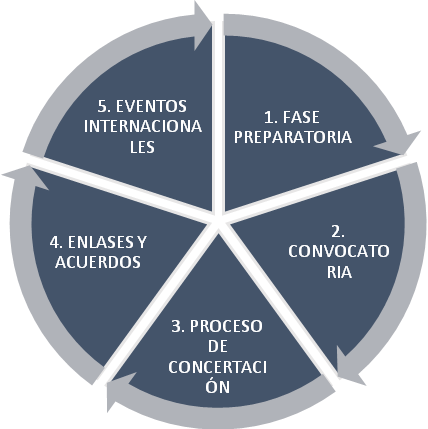 1. FASE
PREPARATORIA
2.
CONVOCATO
RIA
3. PROCESO
DE
CONCERTACI
ÓN
4. ENLASES Y
ACUERDOS
5. EVENTOS
INTERNACIONA
LES